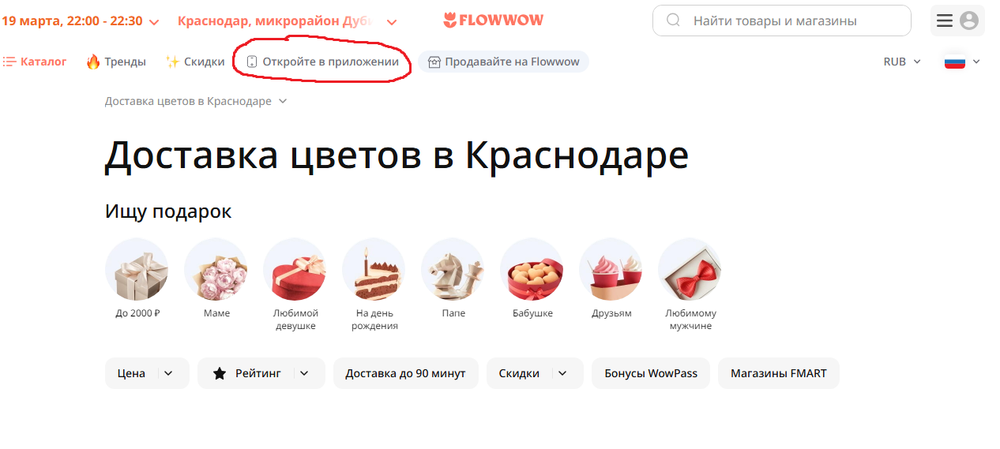 19 марта, 22:00 - 22:30
Краснодар, микрорайон
FLOWWOW
Найти товары и магазины
Каталог
Тренды
Скидки
Откройте в приложении
Продавайте на Flowwow
RUB
Доставка цветов в Краснодаре
Доставка цветов в Краснодаре
Ищу подарок
До 2000 ₽
Маме
Любимой
девушке
На день
рождения
Папе
Бабушке
Друзьям
Любимому
мужчине
Цена
Рейтинг
Доставка до 90 минут
Скидки
Бонусы WowPass
Магазины FMART